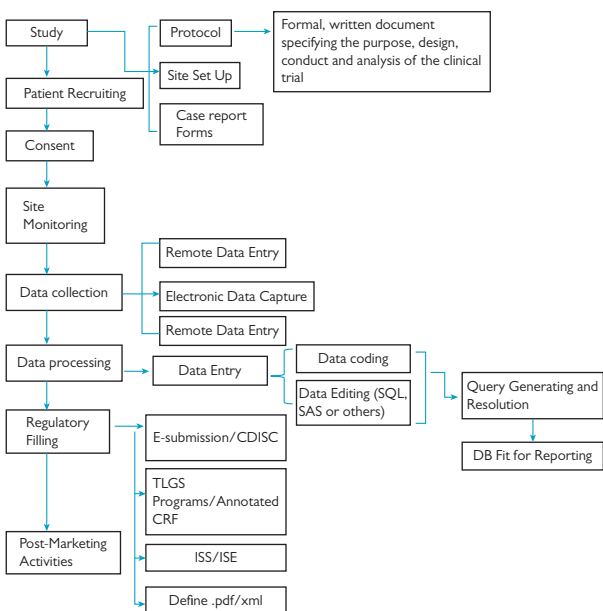 Study
Protocol
Formal, written document
specifying the purpose, design,
conduct and analysis of the clinical
trial
Site Set Up
Patient Recruiting
Case report
Forms
Consent
Site
Monitoring
Remote Data Entry
Data collection
Electronic Data Capture
Remote Data Entry
Data processing
Data Entry
Data coding
Data Editing (SQL,
SAS or others)
Query Generating and
Resolution
DB Fit for Reporting
Regulatory
Filling
E-submission/CDISC
TLGS
Programs/Annotated
CRF
Post-Marketing
Activities
ISS/ISE
Define .pdf/xml